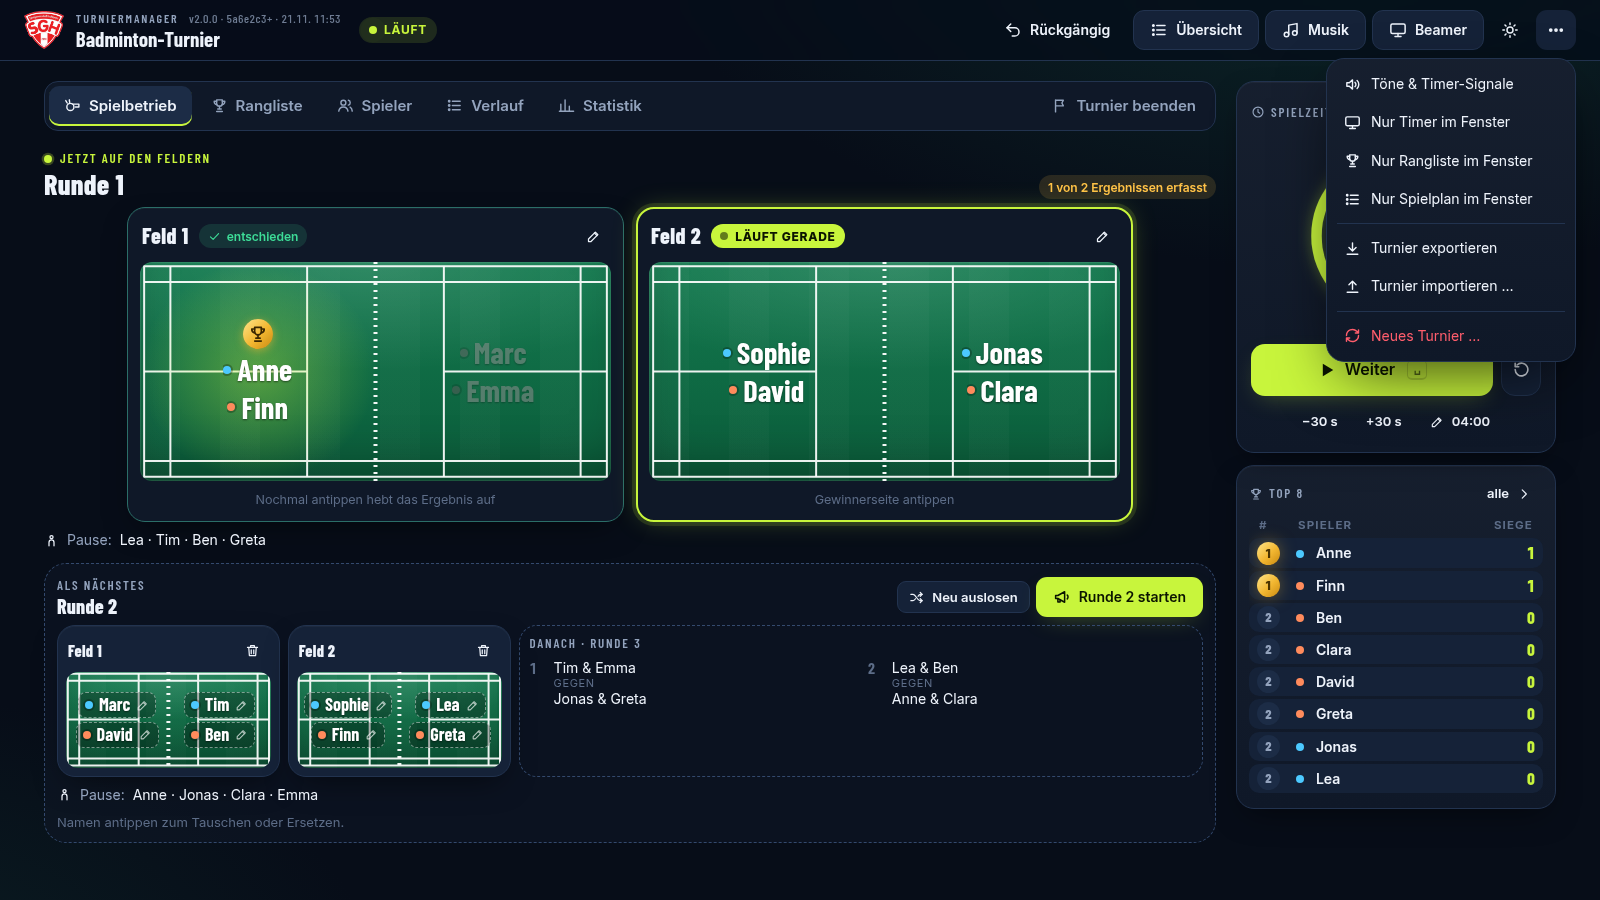 SGH
TURNIERMANAGER v2.0.0 · 5a6e2c3+ · 21.11. 11:53
Badminton-Turnier
LÄUFT
Rückgängig
Übersicht
Musik
Beamer
Töne & Timer-Signale
Nur Timer im Fenster
Nur Rangliste im Fenster
Nur Spielplan im Fenster
Turnier exportieren
Turnier importieren ...
Neues Turnier ...
Spielbetrieb
Rangliste
Spieler
Verlauf
Statistik
Turnier beenden
JETZT AUF DEN FELDERN
Runde 1
1 von 2 Ergebnissen erfasst
Feld 1 entschieden
Anne
Finn
Marc
Emma
Nochmal antippen hebt das Ergebnis auf
Feld 2 LÄUFT GERADE
Sophie
David
Jonas
Clara
Gewinnerseite antippen
Pause: Lea · Tim · Ben · Greta
ALS NÄCHSTES
Runde 2
Neu auslosen
Runde 2 starten
Feld 1
Marc
David
Tim
Ben
Feld 2
Sophie
Finn
Lea
Greta
DANACH · RUNDE 3
1 Tim & Emma
GEGEN
Jonas & Greta
2 Lea & Ben
GEGEN
Anne & Clara
Pause: Anne · Jonas · Clara · Emma
Namen antippen zum Tauschen oder Ersetzen.
Weiter
−30 s
+30 s
04:00
TOP 8
alle
# SPIELER SIEGE
1 Anne 1
1 Finn 1
2 Ben 0
2 Clara 0
2 David 0
2 Greta 0
2 Jonas 0
2 Lea 0